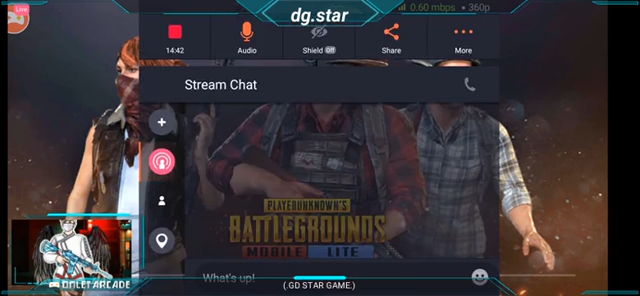 Live
dg.star
0.60 mbps • 360p
14:42
Audio
Shield Off
Share
More
Stream Chat
PLAYERUNKNOWN'S
BATTLEGROUNDS
MOBILE LITE
OMLET ARCADE
What's up!
(.GD STAR GAME.)